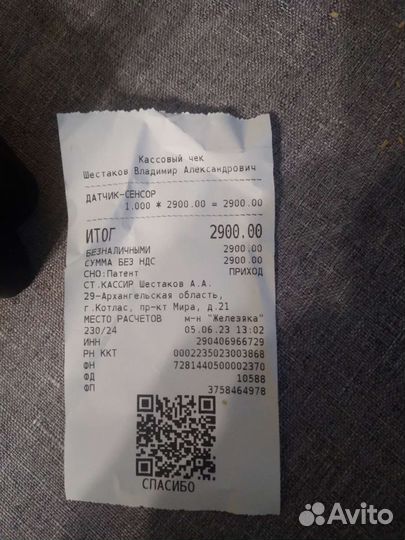 Кассовый чек
Шестаков Владимир Александрович
ДАТЧИК-СЕНСОР
1.000 * 2900.00 = 2900.00
ИТОГ 2900.00
БЕЗНАЛИЧНЫМИ 2900.00
СУММА БЕЗ НДС 2900.00
СНО:Патент ПРИХОД
СТ.КАССИР Шестаков А.А.
29-Архангельская область,
г.Котлас, пр-кт Мира, д.21
МЕСТО РАСЧЕТОВ м-н "Железяка"
230/24 05.06.23 13:02
ИНН 290406966729
РН ККТ 0002235023003868
ФН 7281440500002370
ФД 10588
ФП 3758464978
СПАСИБО
Avito